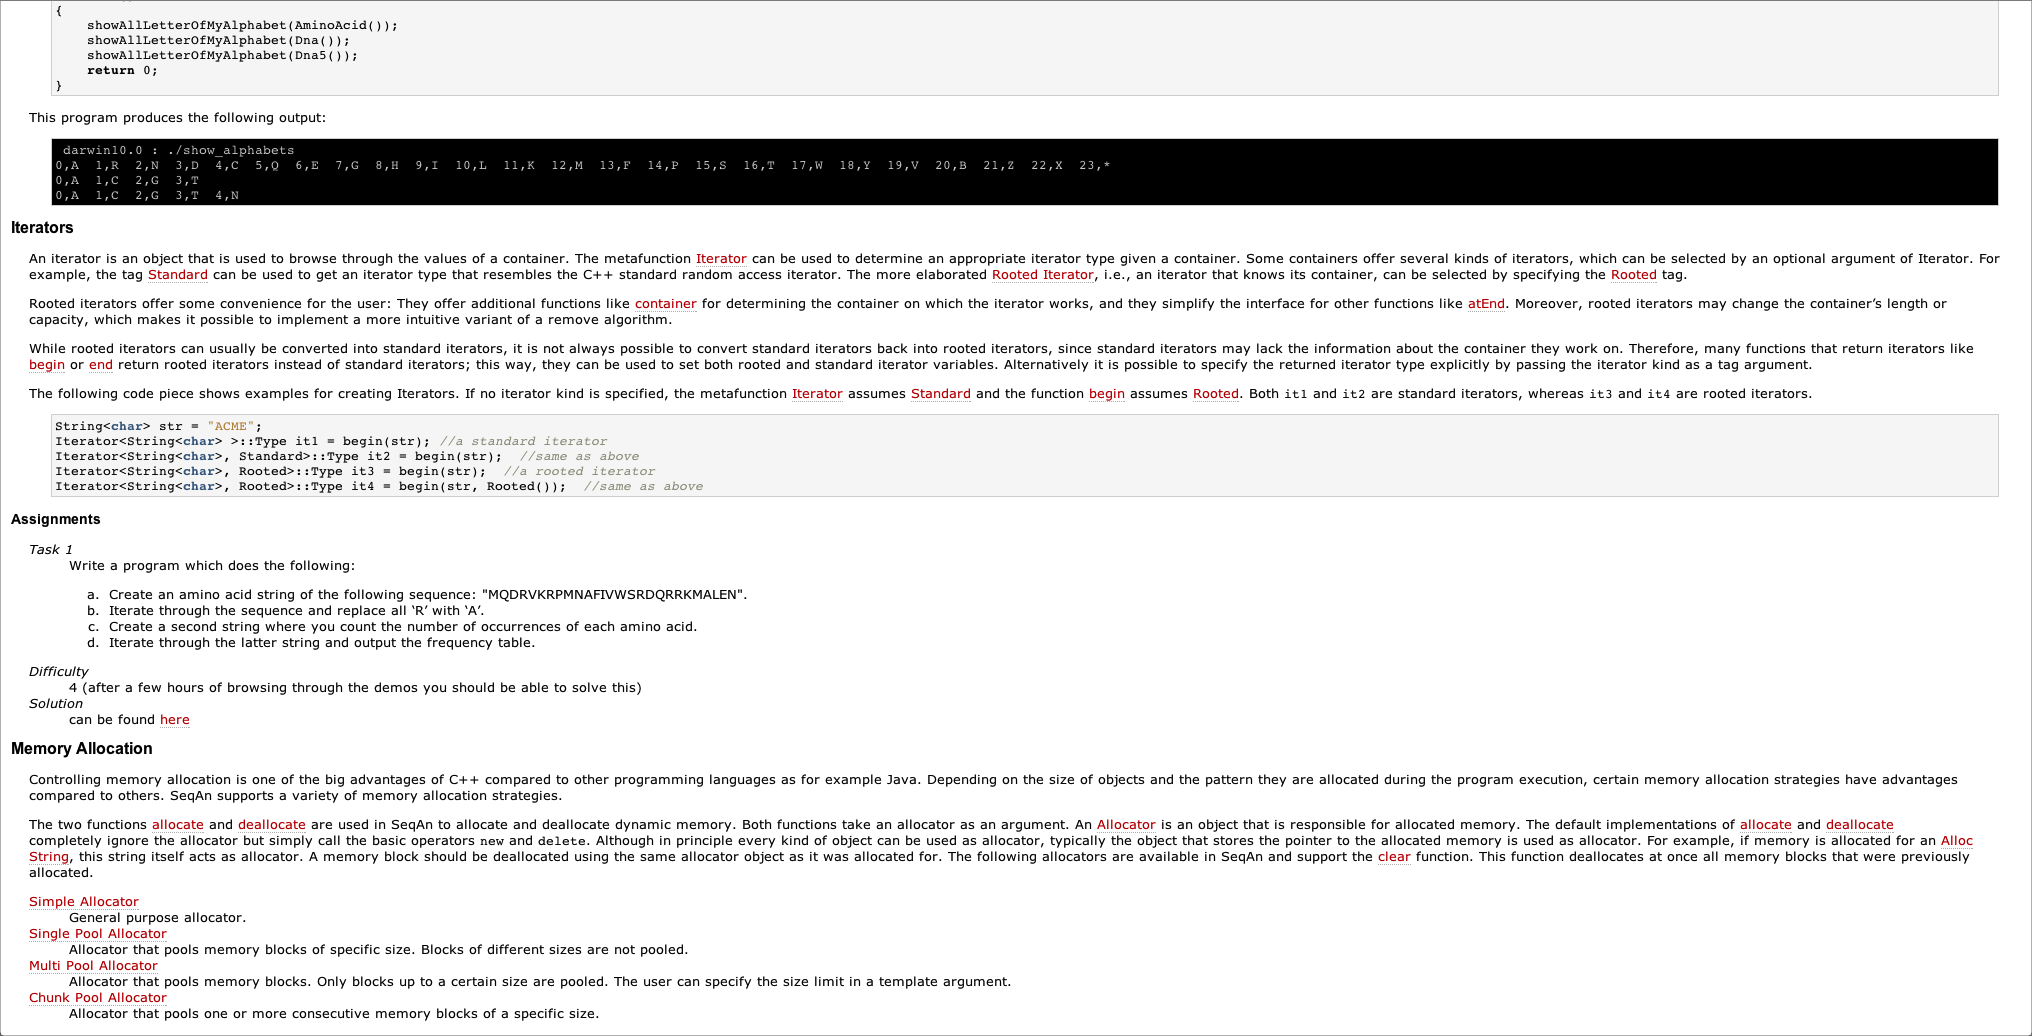 {
    showAllLetterOfMyAlphabet(AminoAcid());
    showAllLetterOfMyAlphabet(Dna());
    showAllLetterOfMyAlphabet(Dna5());
    return 0;
}
This program produces the following output:
darwin10.0 : ./show_alphabets
0,A  1,R  2,N  3,D  4,C  5,Q  6,E  7,G  8,H  9,I  10,L  11,K  12,M  13,F  14,P  15,S  16,T  17,W  18,Y  19,V  20,B  21,Z  22,X  23,*
0,A  1,C  2,G  3,T
0,A  1,C  2,G  3,T  4,N
Iterators
An iterator is an object that is used to browse through the values of a container. The metafunction Iterator can be used to determine an appropriate iterator type given a container. Some containers offer several kinds of iterators, which can be selected by an optional argument of Iterator. For
example, the tag Standard can be used to get an iterator type that resembles the C++ standard random access iterator. The more elaborated Rooted Iterator, i.e., an iterator that knows its container, can be selected by specifying the Rooted tag.
Rooted iterators offer some convenience for the user: They offer additional functions like container for determining the container on which the iterator works, and they simplify the interface for other functions like atEnd. Moreover, rooted iterators may change the container’s length or
capacity, which makes it possible to implement a more intuitive variant of a remove algorithm.
While rooted iterators can usually be converted into standard iterators, it is not always possible to convert standard iterators back into rooted iterators, since standard iterators may lack the information about the container they work on. Therefore, many functions that return iterators like
begin or end return rooted iterators instead of standard iterators; this way, they can be used to set both rooted and standard iterator variables. Alternatively it is possible to specify the returned iterator type explicitly by passing the iterator kind as a tag argument.
The following code piece shows examples for creating Iterators. If no iterator kind is specified, the metafunction Iterator assumes Standard and the function begin assumes Rooted. Both it1 and it2 are standard iterators, whereas it3 and it4 are rooted iterators.
String<char> str = "ACME";
Iterator<String<char> >::Type it1 = begin(str); //a standard iterator
Iterator<String<char>, Standard>::Type it2 = begin(str);  //same as above
Iterator<String<char>, Rooted>::Type it3 = begin(str);  //a rooted iterator
Iterator<String<char>, Rooted>::Type it4 = begin(str, Rooted());  //same as above
Assignments
Task 1
Write a program which does the following:
a. Create an amino acid string of the following sequence: "MQDRVKRPMNAFIVWSRDQRRKMALEN".
b. Iterate through the sequence and replace all ‘R’ with ‘A’.
c. Create a second string where you count the number of occurrences of each amino acid.
d. Iterate through the latter string and output the frequency table.
Difficulty
4 (after a few hours of browsing through the demos you should be able to solve this)
Solution
can be found here
Memory Allocation
Controlling memory allocation is one of the big advantages of C++ compared to other programming languages as for example Java. Depending on the size of objects and the pattern they are allocated during the program execution, certain memory allocation strategies have advantages
compared to others. SeqAn supports a variety of memory allocation strategies.
The two functions allocate and deallocate are used in SeqAn to allocate and deallocate dynamic memory. Both functions take an allocator as an argument. An Allocator is an object that is responsible for allocated memory. The default implementations of allocate and deallocate
completely ignore the allocator but simply call the basic operators new and delete. Although in principle every kind of object can be used as allocator, typically the object that stores the pointer to the allocated memory is used as allocator. For example, if memory is allocated for an Alloc
String, this string itself acts as allocator. A memory block should be deallocated using the same allocator object as it was allocated for. The following allocators are available in SeqAn and support the clear function. This function deallocates at once all memory blocks that were previously
allocated.
Simple Allocator
General purpose allocator.
Single Pool Allocator
Allocator that pools memory blocks of specific size. Blocks of different sizes are not pooled.
Multi Pool Allocator
Allocator that pools memory blocks. Only blocks up to a certain size are pooled. The user can specify the size limit in a template argument.
Chunk Pool Allocator
Allocator that pools one or more consecutive memory blocks of a specific size.